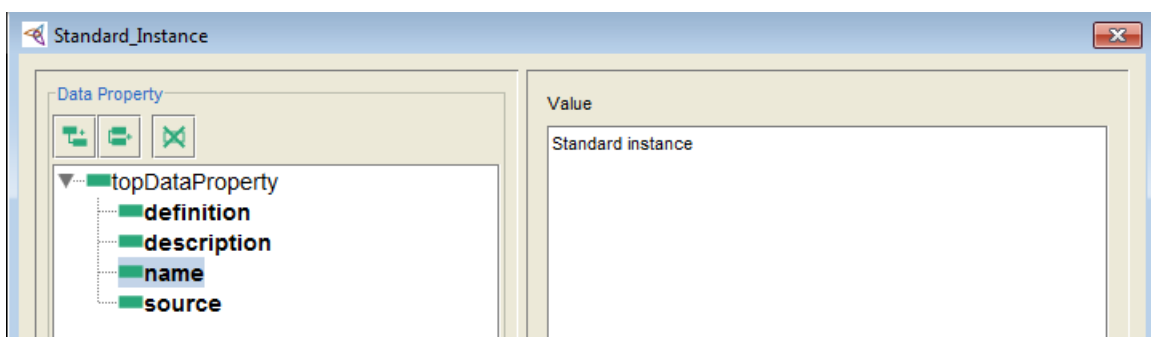 Standard_Instance
Data Property
topDataProperty
definition
description
name
source
Value
Standard instance